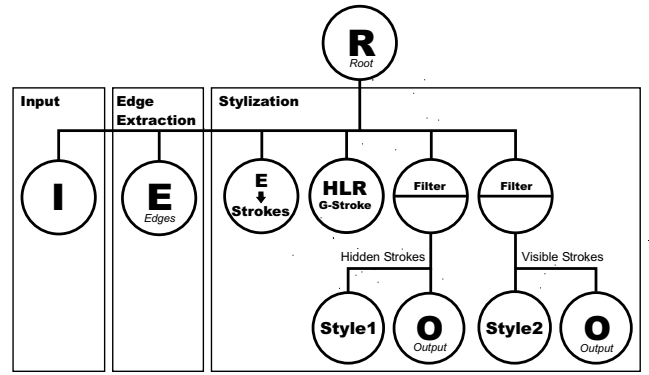 R
Root
Input
Edge
Extraction
Stylization
I
E
Edges
E
Strokes
HLR
G-Stroke
Filter
Filter
Hidden Strokes
Visible Strokes
Style1
O
Output
Style2
O
Output